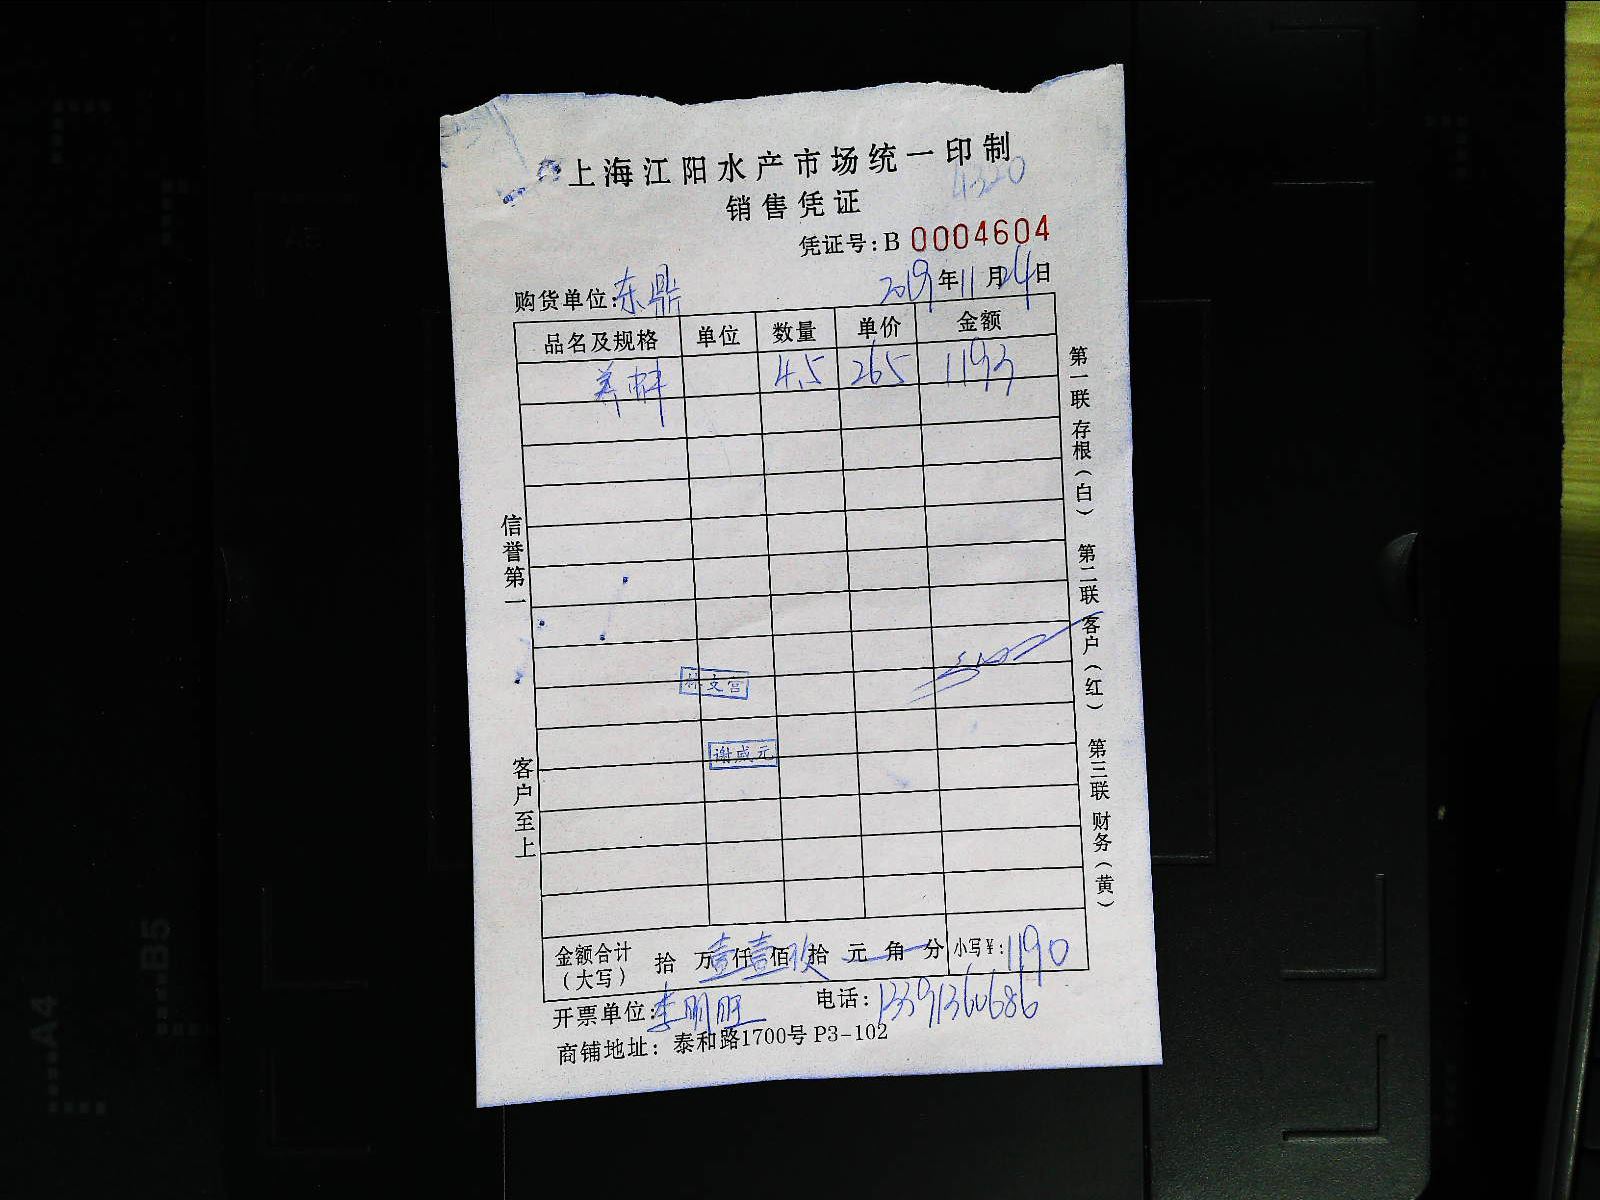 上海江阳水产市场统一印制
4320
销售凭证
凭证号:B 0004604
购货单位:东鼎 2019年11月24日
品名及规格 单位 数量 单价 金额
4.5 265 1193
信誉第一
客户至上
第一联 存根（白） 第二联 客户（红） 第三联 财务（黄）
林文宫
谢咸元
金额合计（大写） 拾 万壹仟壹佰玖拾 元 角 分 小写¥:1190
开票单位:李明旺 电话:13391360686
商铺地址: 泰和路1700号 P3-102